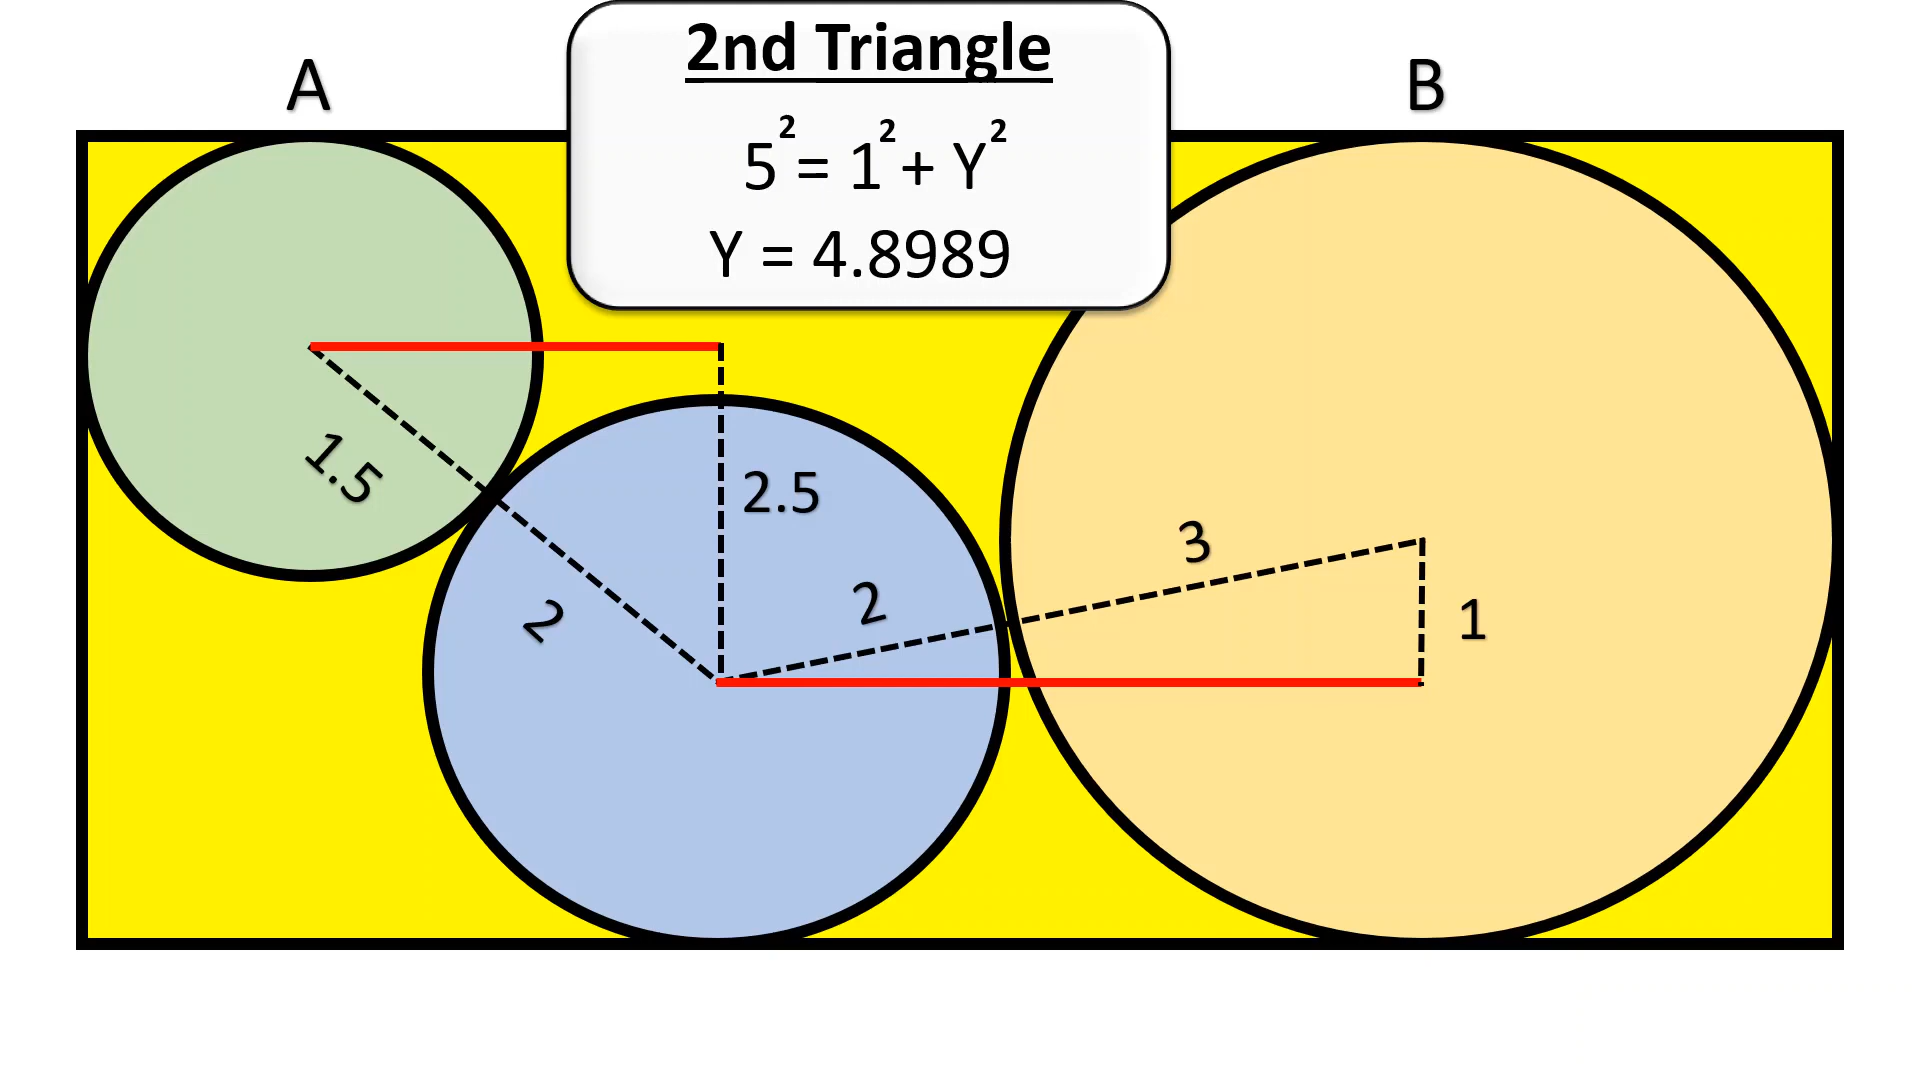 2nd Triangle
A
B
5² = 1² + Y²
Y = 4.8989
1.5
2.5
2
2
3
1